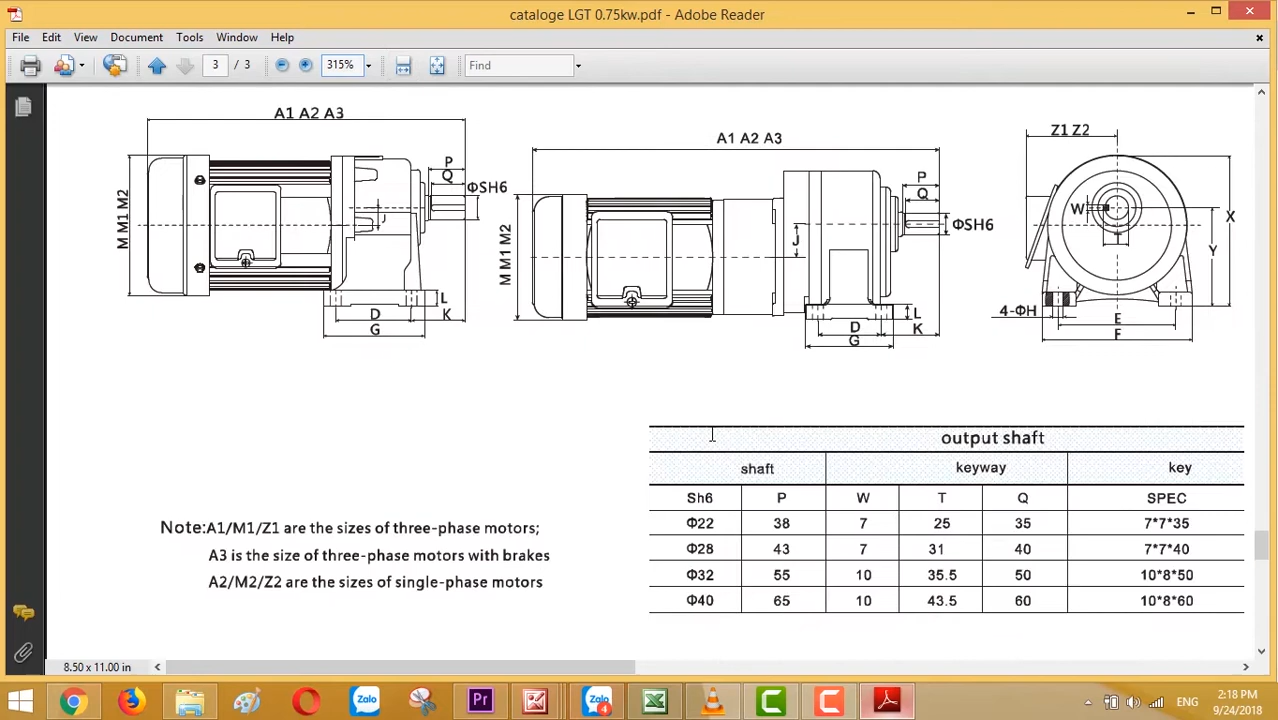 cataloge LGT 0.75kw.pdf - Adobe Reader
File Edit View Document Tools Window Help
3 / 3 315% Find
A1 A2 A3
A1 A2 A3
Z1 Z2
M M1 M2
P
Q
ΦSH6
J
L
D K
G
M M1 M2
P
Q
ΦSH6
J
L
D K
G
W
T
X
Y
4-ΦH
E
F
output shaft
shaft keyway key
Sh6 P W T Q SPEC
Φ22 38 7 25 35 7*7*35
Φ28 43 7 31 40 7*7*40
Φ32 55 10 35.5 50 10*8*50
Φ40 65 10 43.5 60 10*8*60
Note:A1/M1/Z1 are the sizes of three-phase motors;
A3 is the size of three-phase motors with brakes
A2/M2/Z2 are the sizes of single-phase motors
8.50 x 11.00 in
Zalo Pr Zalo 4
ENG
2:18 PM
9/24/2018